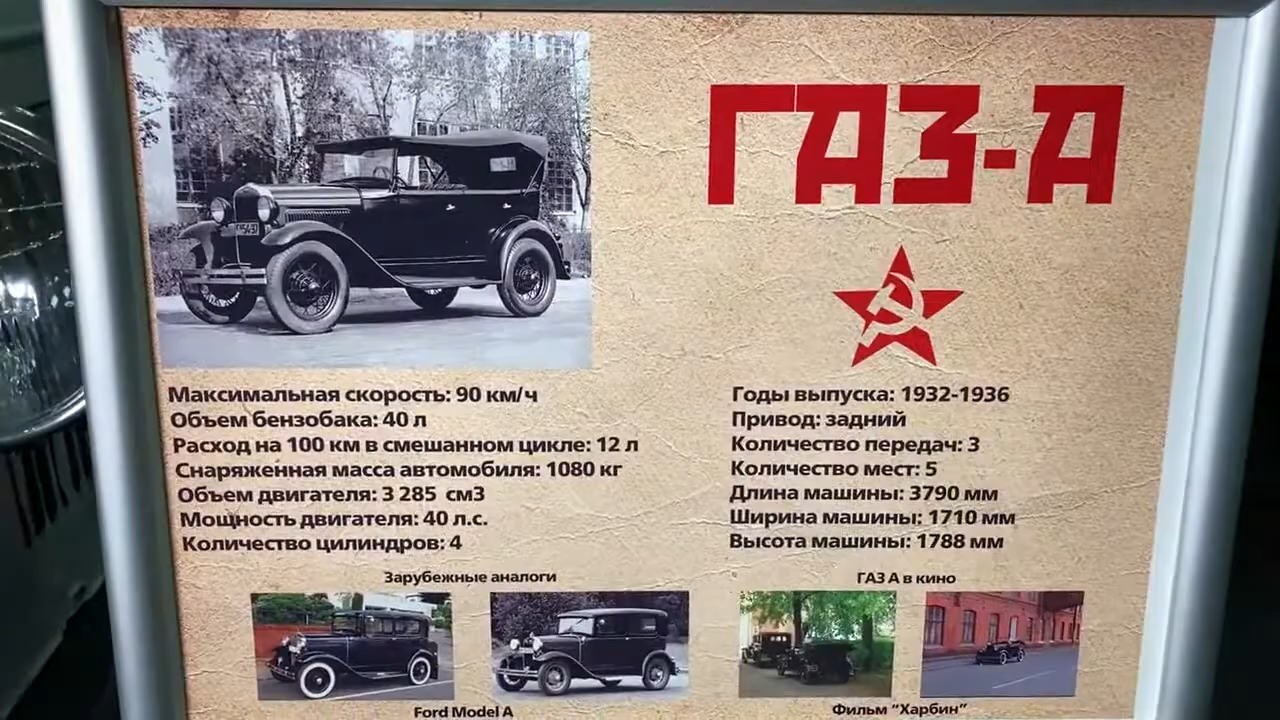 ГАЗ-А
Максимальная скорость: 90 км/ч
Объем бензобака: 40 л
Расход на 100 км в смешанном цикле: 12 л
Снаряженная масса автомобиля: 1080 кг
Объем двигателя: 3 285 см3
Мощность двигателя: 40 л.с.
Количество цилиндров: 4
Годы выпуска: 1932-1936
Привод: задний
Количество передач: 3
Количество мест: 5
Длина машины: 3790 мм
Ширина машины: 1710 мм
Высота машины: 1788 мм
Зарубежные аналоги
Ford Model A
ГАЗ А в кино
Фильм “Харбин”